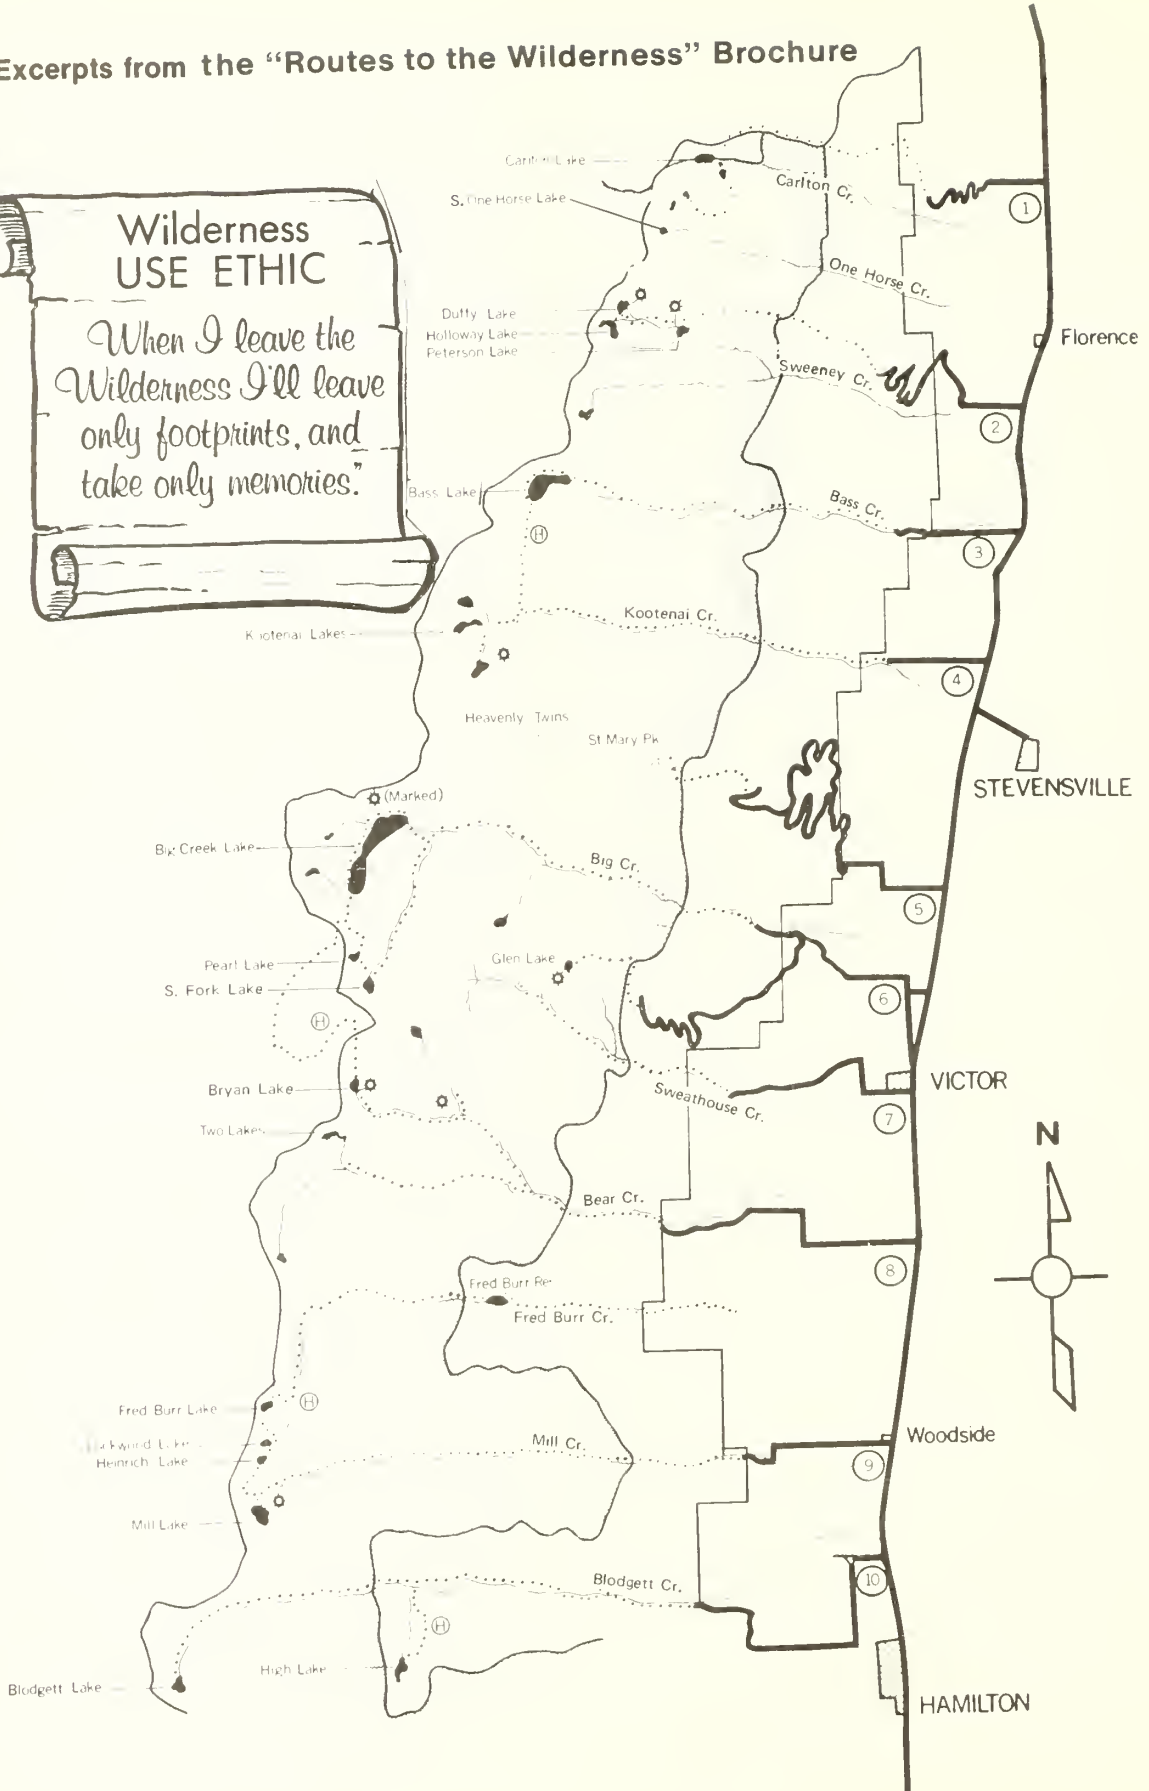 Excerpts from the “Routes to the Wilderness” Brochure
Wilderness
USE ETHIC
“When I leave the
Wilderness I'll leave
only footprints, and
take only memories.”
Carlton Cr.
1
S. One Horse Lake
One Horse Cr.
Duffy Lake
Holloway Lake
Peterson Lake
Florence
Sweeney Cr.
2
Bass Lake
Bass Cr.
H
3
Kootenai Cr.
Kootenai Lakes
4
Heavenly Twins
St Mary Pk
STEVENSVILLE
(Marked)
Big Creek Lake
Big Cr.
5
Pearl Lake
Glen Lake
S. Fork Lake
6
H
Bryan Lake
VICTOR
Sweathouse Cr.
7
Two Lakes
N
Bear Cr.
8
Fred Burr Re
Fred Burr Cr.
Fred Burr Lake
H
Woodside
Mill Cr.
Heinrich Lake
9
Mill Lake
Blodgett Cr.
10
H
High Lake
Blodgett Lake
HAMILTON